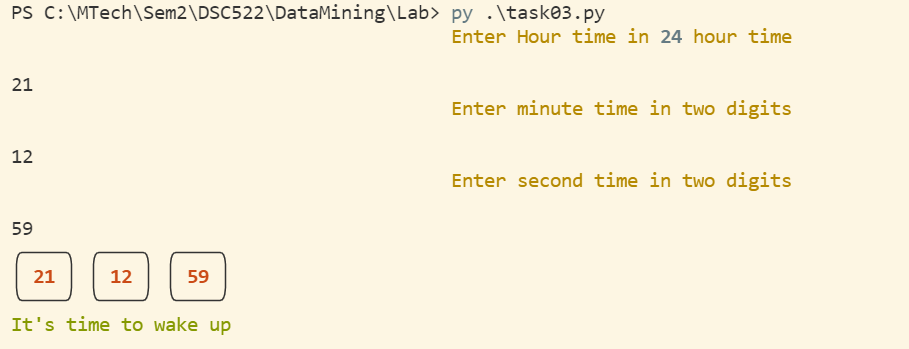 PS C:\MTech\Sem2\DSC522\DataMining\Lab> py .\task03.py
Enter Hour time in 24 hour time
21
Enter minute time in two digits
12
Enter second time in two digits
59
21 12 59
It's time to wake up